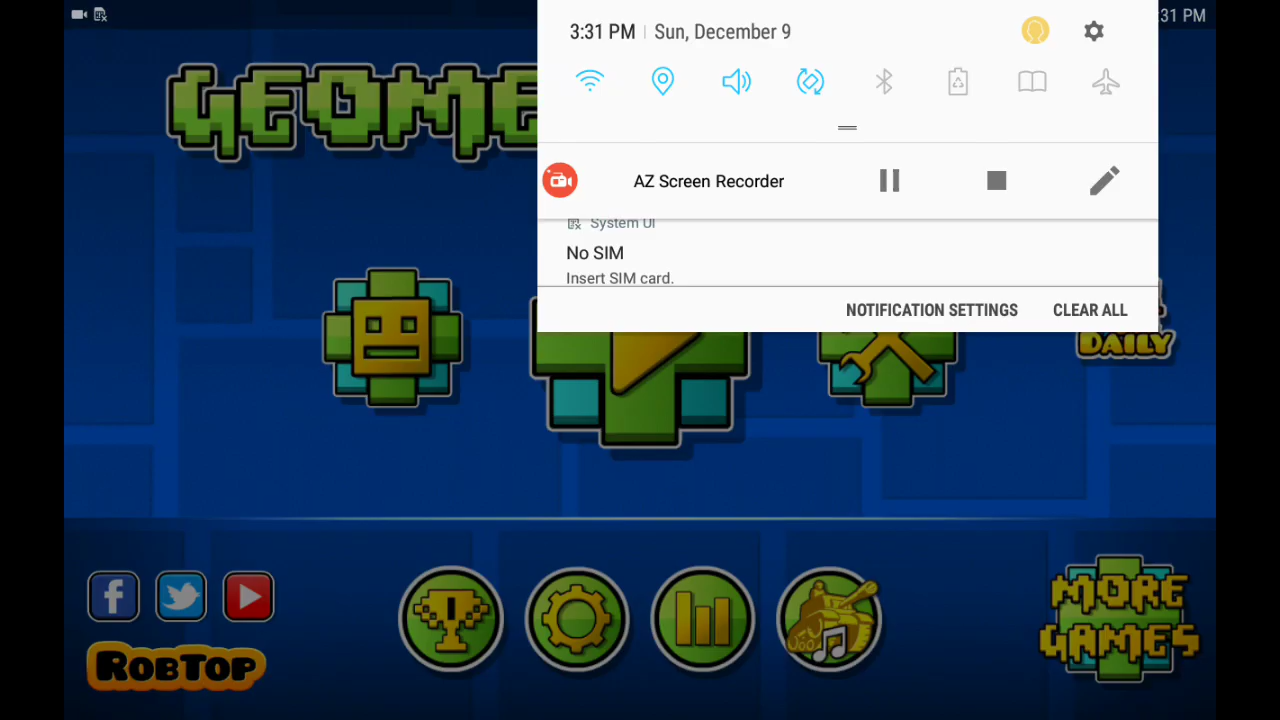 31 PM
3:31 PM Sun, December 9
GEOME
AZ Screen Recorder
System UI
No SIM
Insert SIM card.
NOTIFICATION SETTINGS CLEAR ALL
DAILY
f
ROBTOP
MORE
GAMES